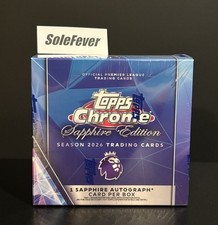 SoleFever
OFFICIAL PREMIER LEAGUE
TRADING CARDS
TOPPS
Chrome
Sapphire Edition
SEASON 2026 TRADING CARDS
1 SAPPHIRE AUTOGRAPH*
CARD PER BOX